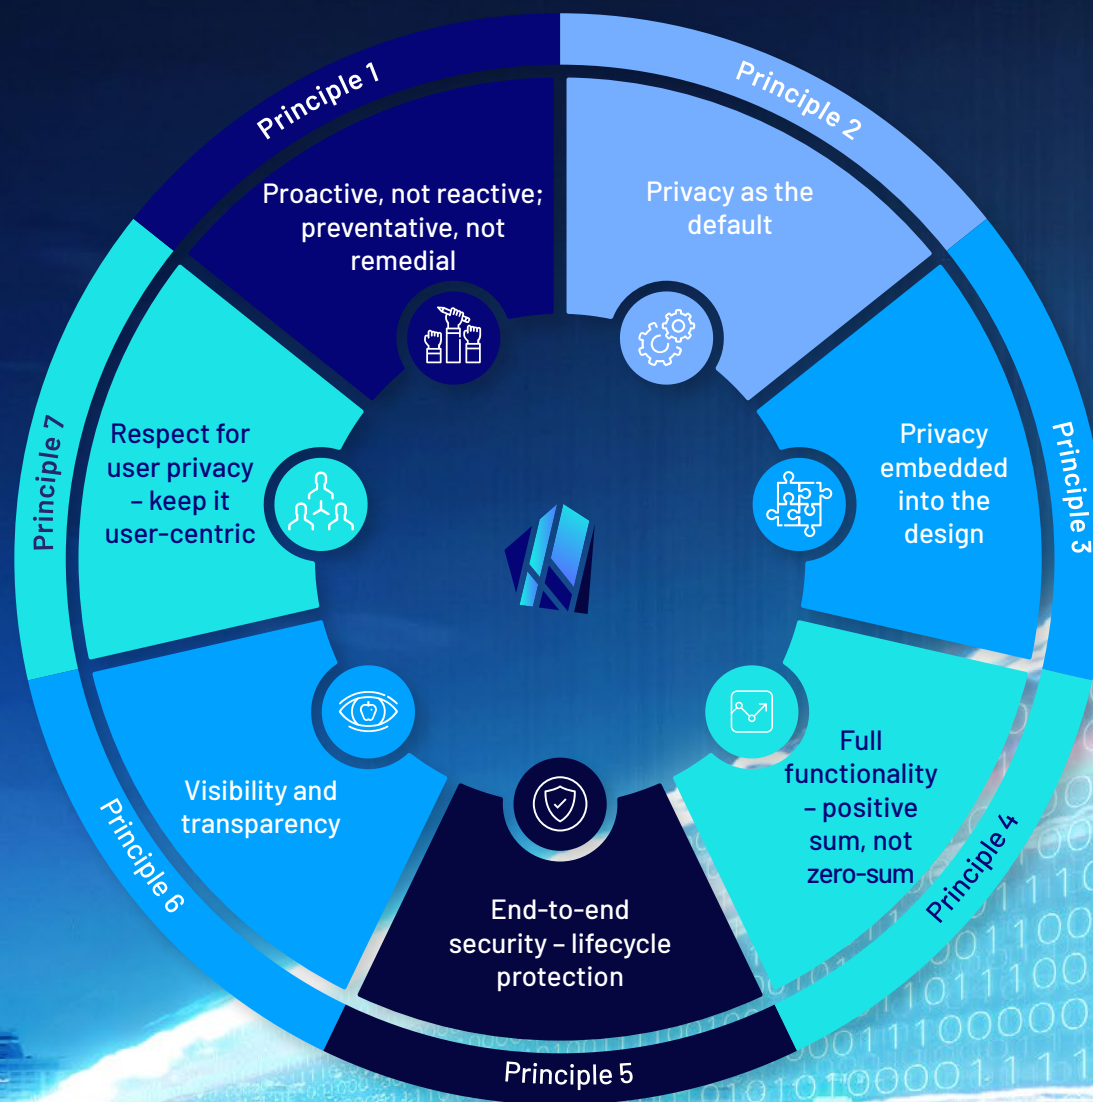 Principle 1
Proactive, not reactive;
preventative, not
remedial
Principle 2
Privacy as the
default
Principle 3
Privacy
embedded
into the
design
Principle 4
Full
functionality
– positive
sum, not
zero-sum
Principle 5
End-to-end
security – lifecycle
protection
Principle 6
Visibility and
transparency
Principle 7
Respect for
user privacy
– keep it
user-centric